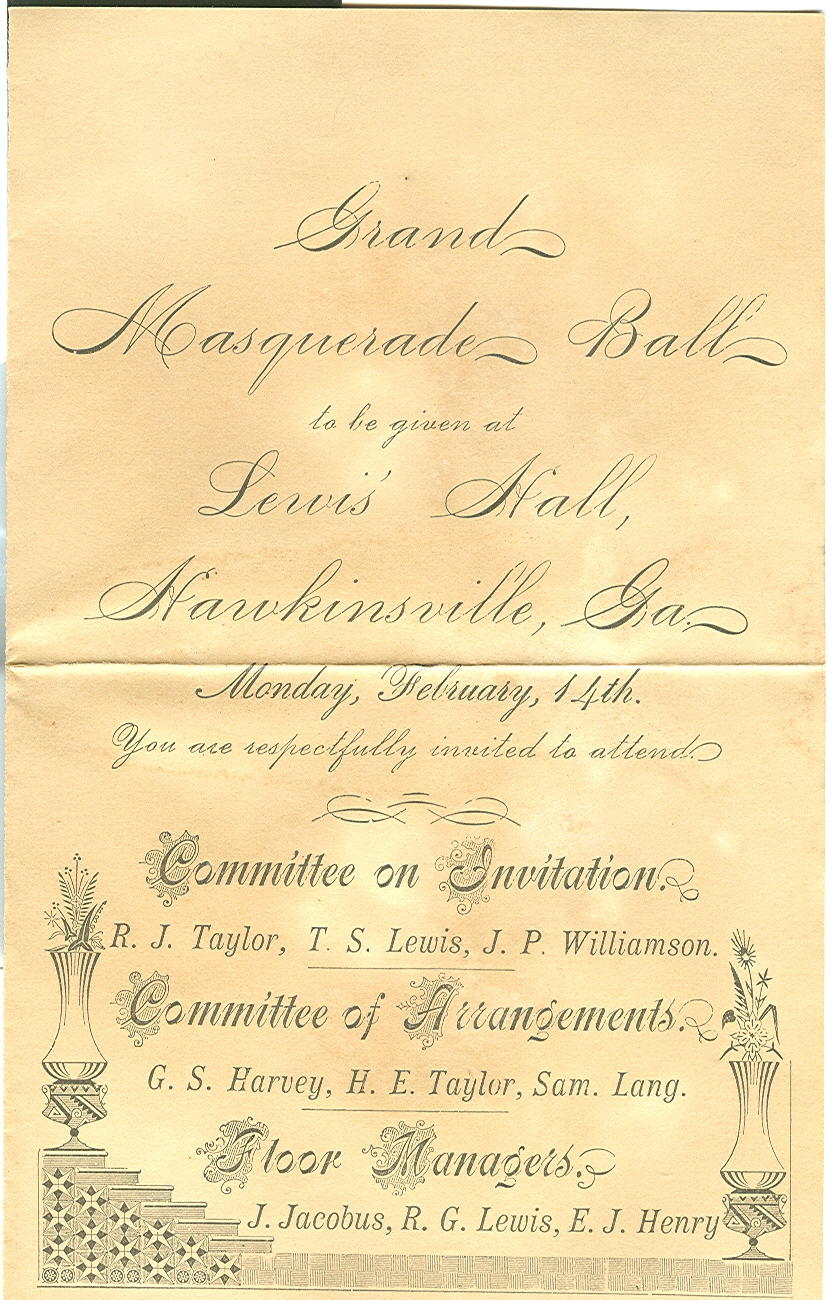 Grand
Masquerade Ball
to be given at
Lewis' Hall,
Hawkinsville, Ga.
Monday, February, 14th.
You are respectfully invited to attend.
Committee on Invitation.
R. J. Taylor, T. S. Lewis, J. P. Williamson.
Committee of Arrangements.
G. S. Harvey, H. E. Taylor, Sam. Lang.
Floor Managers.
J. Jacobus, R. G. Lewis, E. J. Henry